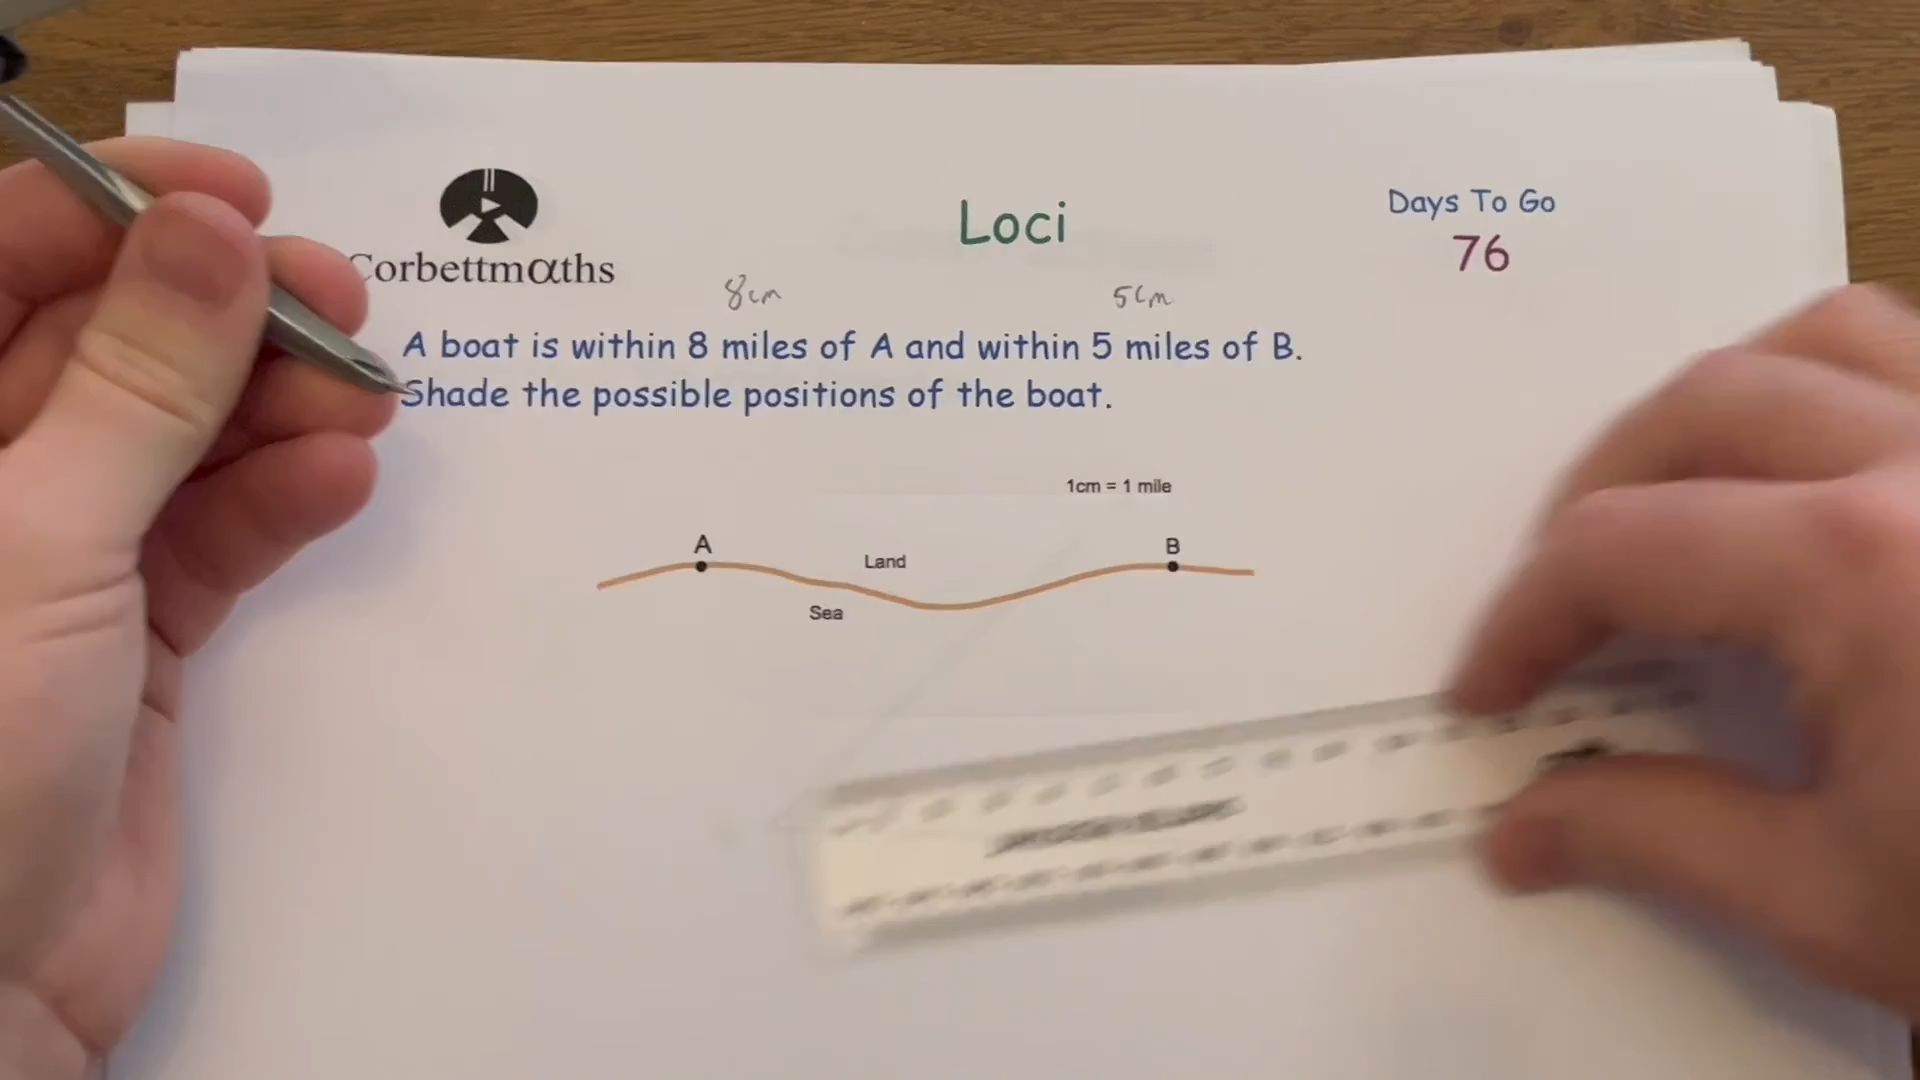 Corbettmαths
Loci
Days To Go
76
8cm
5cm
A boat is within 8 miles of A and within 5 miles of B.
Shade the possible positions of the boat.
1cm = 1 mile
A
Land
B
Sea